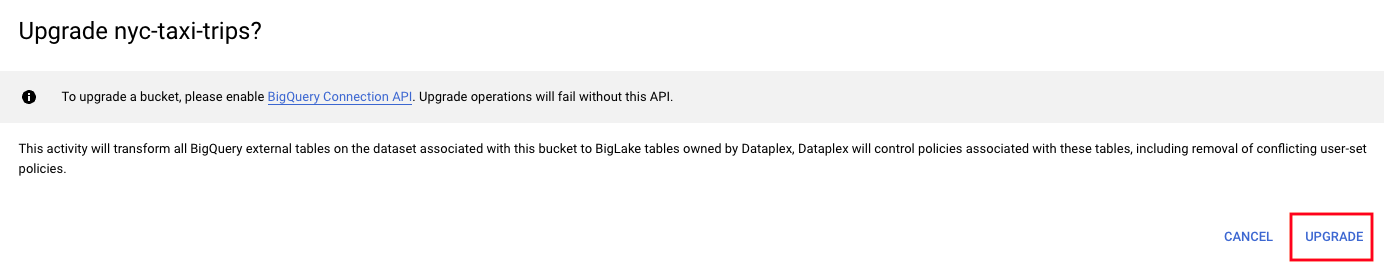 Upgrade nyc-taxi-trips?
To upgrade a bucket, please enable BigQuery Connection API. Upgrade operations will fail without this API.
This activity will transform all BigQuery external tables on the dataset associated with this bucket to BigLake tables owned by Dataplex, Dataplex will control policies associated with these tables, including removal of conflicting user-set
policies.
CANCEL UPGRADE